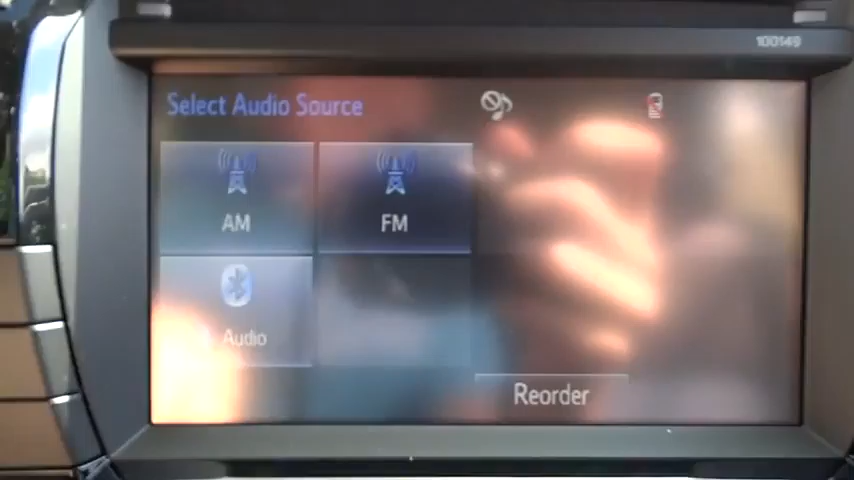 100149
Select Audio Source
AM
FM
Audio
Reorder